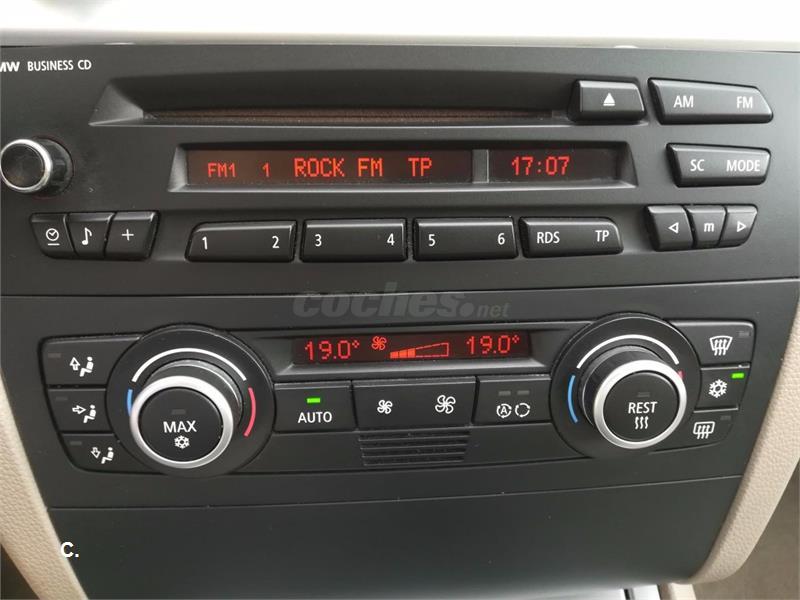 MW BUSINESS CD
AM FM
FM1 1 ROCK FM TP 17:07
SC MODE
1 2 3 4 5 6 RDS TP m
coches.net
19.0° 19.0°
MAX
AUTO
A
REST
C.